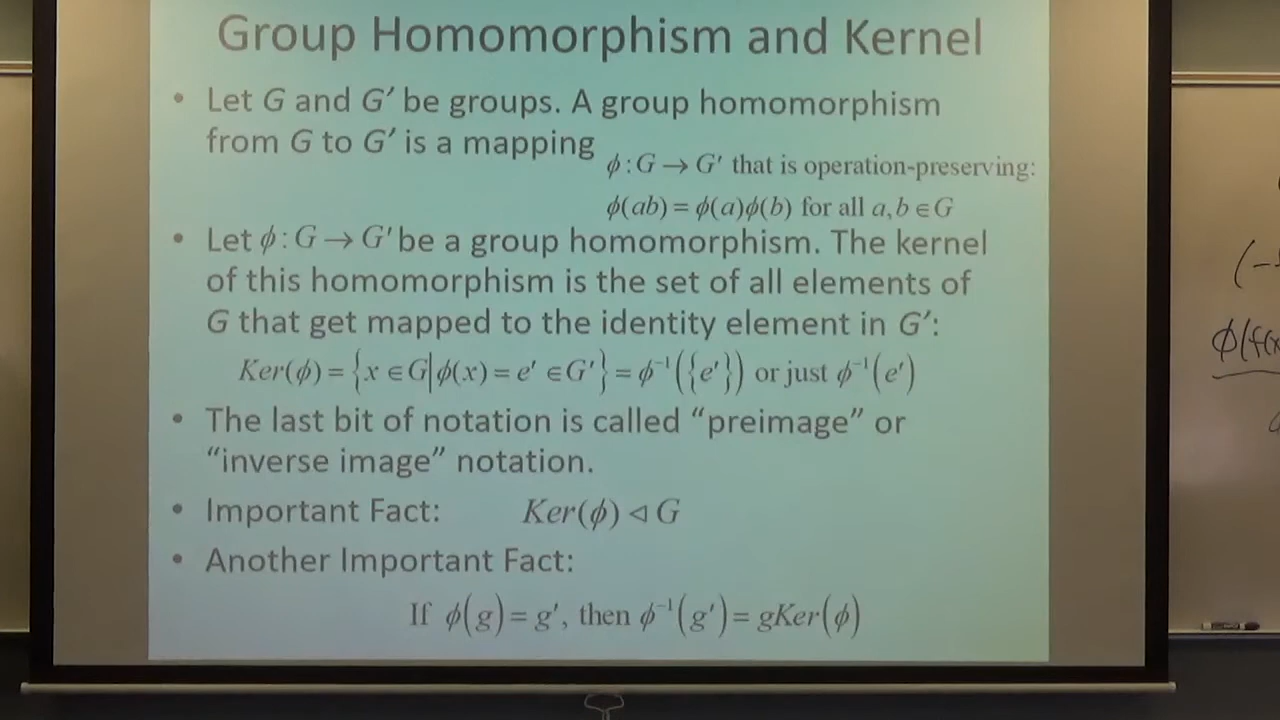 Group Homomorphism and Kernel
• Let G and G′ be groups. A group homomorphism
from G to G′ is a mapping
ϕ : G → G′ that is operation-preserving:
ϕ(ab) = ϕ(a)ϕ(b) for all a, b ∈ G
• Let ϕ : G → G′ be a group homomorphism. The kernel
of this homomorphism is the set of all elements of
G that get mapped to the identity element in G′:
Ker(ϕ) = {x ∈ G | ϕ(x) = e′ ∈ G′} = ϕ⁻¹({e′}) or just ϕ⁻¹(e′)
• The last bit of notation is called “preimage” or
“inverse image” notation.
• Important Fact: Ker(ϕ) ⊲ G
• Another Important Fact:
If ϕ(g) = g′, then ϕ⁻¹(g′) = gKer(ϕ)
ϕ(f(x